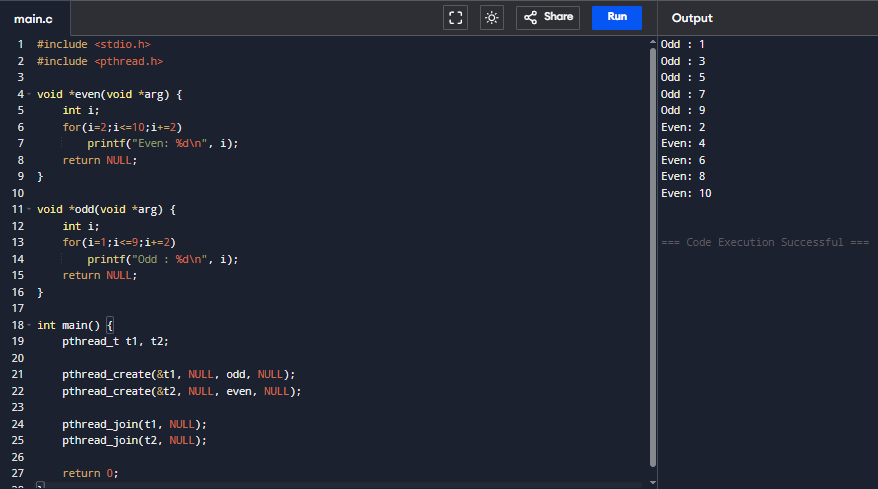 main.c Share Run Output
1 #include <stdio.h>
2 #include <pthread.h>
3
4 void *even(void *arg) {
5     int i;
6     for(i=2;i<=10;i+=2)
7         printf("Even: %d\n", i);
8     return NULL;
9 }
10
11 void *odd(void *arg) {
12     int i;
13     for(i=1;i<=9;i+=2)
14         printf("Odd : %d\n", i);
15     return NULL;
16 }
17
18 int main() {
19     pthread_t t1, t2;
20
21     pthread_create(&t1, NULL, odd, NULL);
22     pthread_create(&t2, NULL, even, NULL);
23
24     pthread_join(t1, NULL);
25     pthread_join(t2, NULL);
26
27     return 0;
28 }
Odd : 1
Odd : 3
Odd : 5
Odd : 7
Odd : 9
Even: 2
Even: 4
Even: 6
Even: 8
Even: 10
=== Code Execution Successful ===